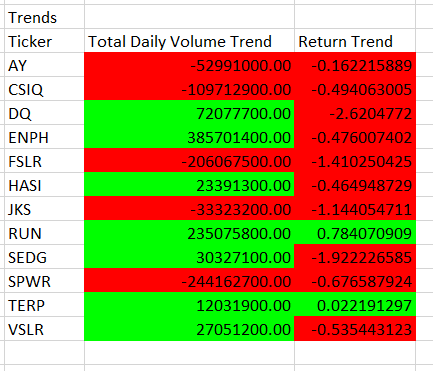 Trends
Ticker Total Daily Volume Trend Return Trend
AY -52991000.00 -0.162215889
CSIQ -109712900.00 -0.494063005
DQ 72077700.00 -2.6204772
ENPH 385701400.00 -0.476007402
FSLR -206067500.00 -1.410250425
HASI 23391300.00 -0.464948729
JKS -33323200.00 -1.144054711
RUN 235075800.00 0.784070909
SEDG 30327100.00 -1.922226585
SPWR -244162700.00 -0.676587924
TERP 12031900.00 0.022191297
VSLR 27051200.00 -0.535443123